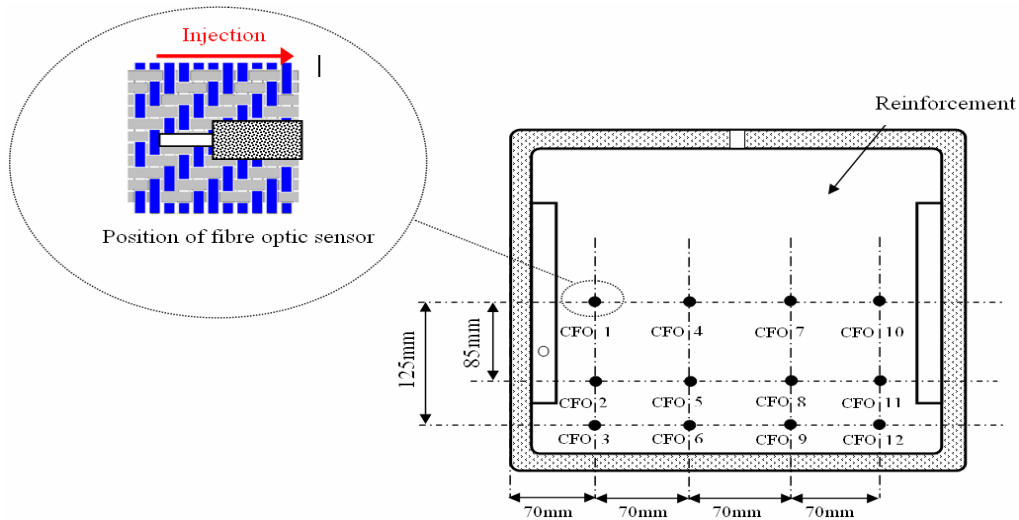 Injection
Position of fibre optic sensor
Reinforcement
CFO 1
CFO 4
CFO 7
CFO 10
125mm
85mm
CFO 2
CFO 5
CFO 8
CFO 11
CFO 3
CFO 6
CFO 9
CFO 12
70mm
70mm
70mm
70mm